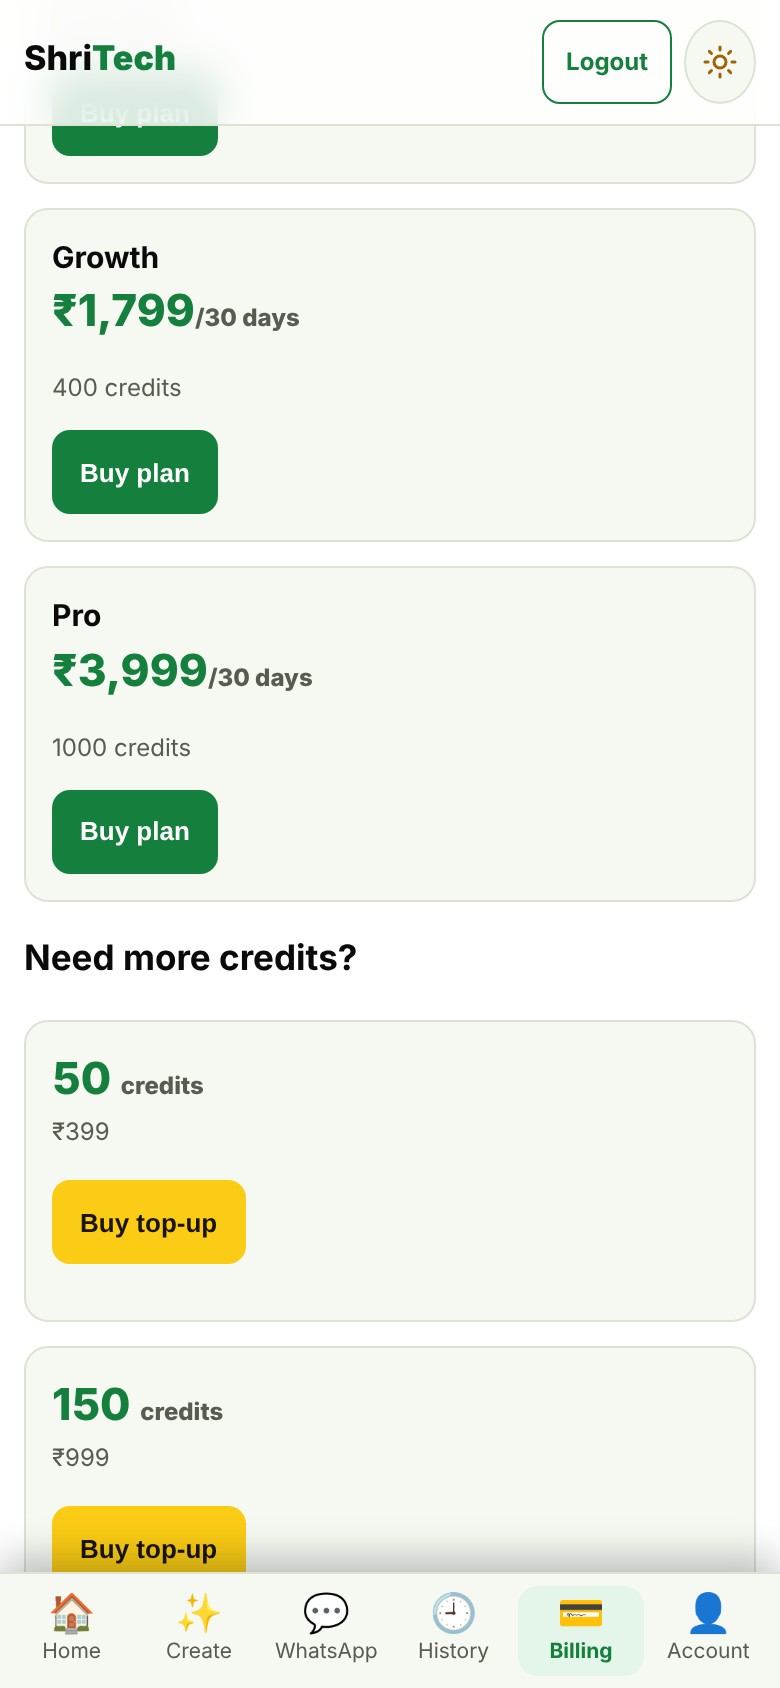 ShriTech
Logout
Buy plan
Growth
₹1,799/30 days
400 credits
Buy plan
Pro
₹3,999/30 days
1000 credits
Buy plan
Need more credits?
50 credits
₹399
Buy top-up
150 credits
₹999
Buy top-up
Home
Create
WhatsApp
History
Billing
Account